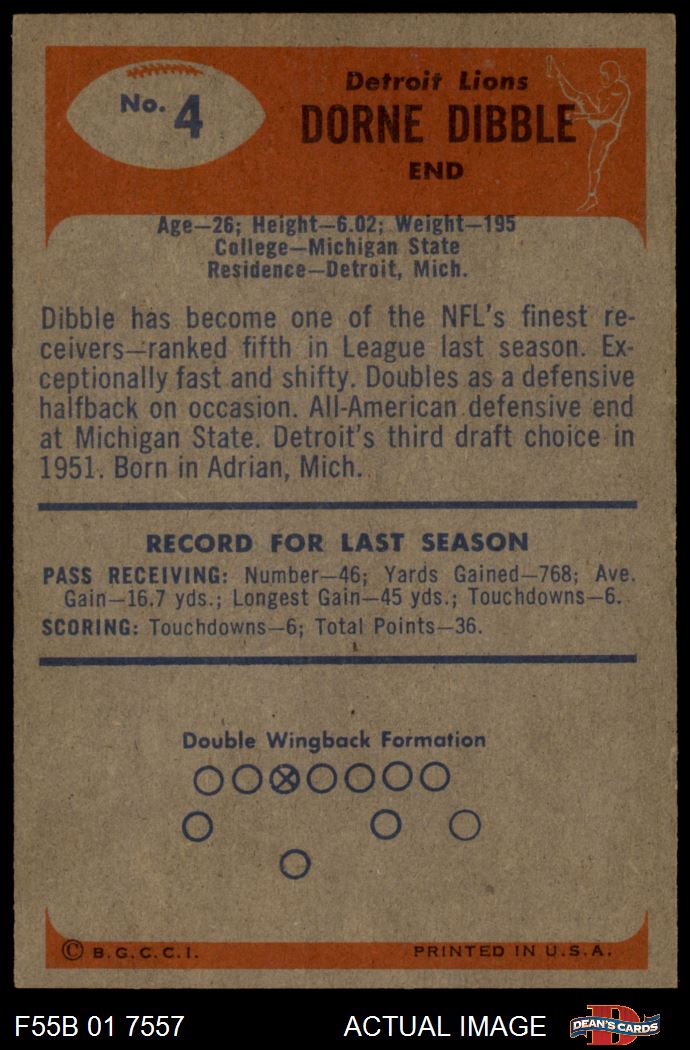 No. 4
Detroit Lions
DORNE DIBBLE
END
Age—26; Height—6.02; Weight—195
College—Michigan State
Residence—Detroit, Mich.
Dibble has become one of the NFL's finest re-
ceivers—ranked fifth in League last season. Ex-
ceptionally fast and shifty. Doubles as a defensive
halfback on occasion. All-American defensive end
at Michigan State. Detroit's third draft choice in
1951. Born in Adrian, Mich.
RECORD FOR LAST SEASON
PASS RECEIVING: Number—46; Yards Gained—768; Ave.
Gain—16.7 yds.; Longest Gain—45 yds.; Touchdowns—6.
SCORING: Touchdowns—6; Total Points—36.
Double Wingback Formation
© B.G.C.C.I. PRINTED IN U.S.A.
F55B 01 7557 ACTUAL IMAGE D DEAN'S CARDS